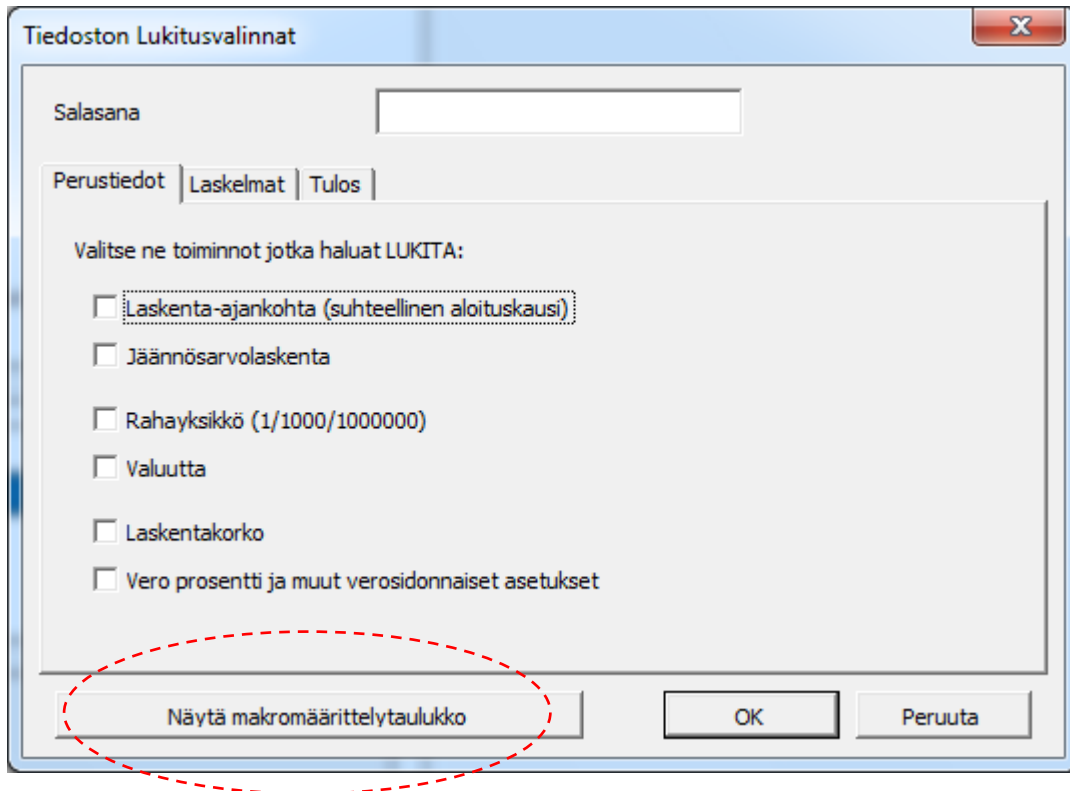 Tiedoston Lukitusvalinnat
Salasana
Perustiedot Laskelmat Tulos
Valitse ne toiminnot jotka haluat LUKITA:
Laskenta-ajankohta (suhteellinen aloituskausi)
Jäännösarvolaskenta
Rahayksikkö (1/1000/1000000)
Valuutta
Laskentakorko
Vero prosentti ja muut verosidonnaiset asetukset
Näytä makromäärittelytaulukko OK Peruuta